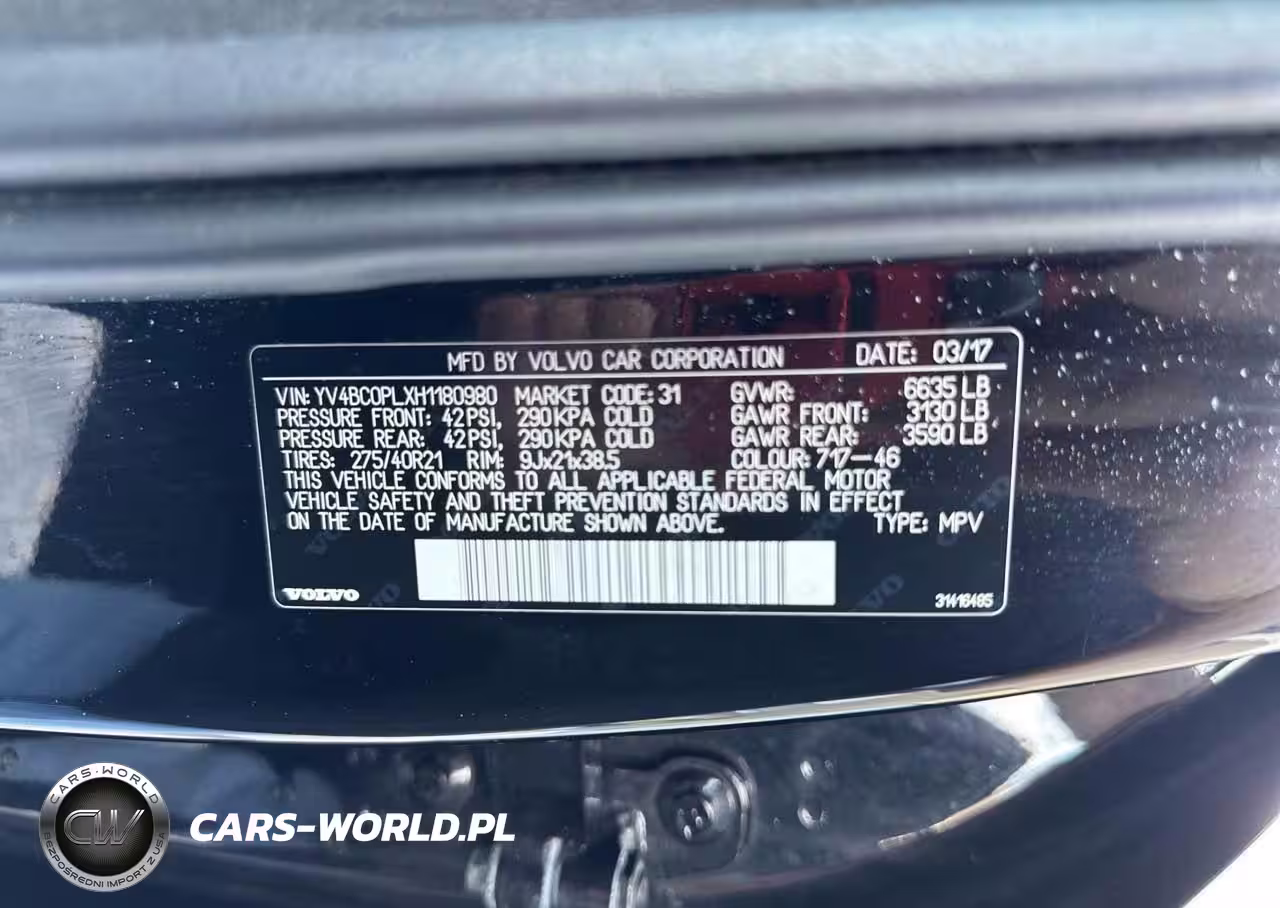 MFD BY VOLVO CAR CORPORATION DATE: 03/17
VIN: YV4BC0PLXH1180980 MARKET CODE: 31 GVWR: 6635 LB
PRESSURE FRONT: 42 PSI, 290 KPA COLD GAWR FRONT: 3130 LB
PRESSURE REAR: 42 PSI, 290 KPA COLD GAWR REAR: 3590 LB
TIRES: 275/40R21 RIM: 9Jx21x38.5 COLOUR: 717-46
THIS VEHICLE CONFORMS TO ALL APPLICABLE FEDERAL MOTOR
VEHICLE SAFETY AND THEFT PREVENTION STANDARDS IN EFFECT
ON THE DATE OF MANUFACTURE SHOWN ABOVE. TYPE: MPV
VOLVO 31416485
CARS-WORLD
CW
BEZPOŚREDNI IMPORT Z USA
CARS-WORLD.PL